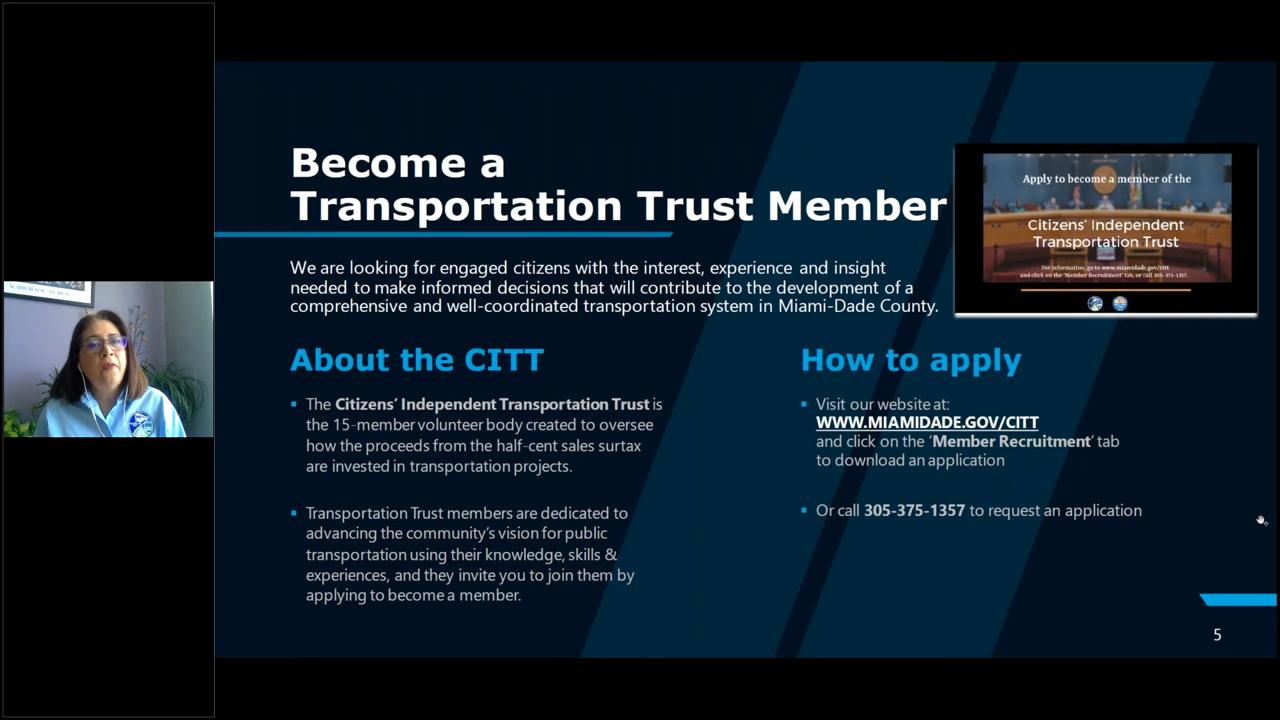 Become a
Transportation Trust Member
We are looking for engaged citizens with the interest, experience and insight
needed to make informed decisions that will contribute to the development of a
comprehensive and well-coordinated transportation system in Miami-Dade County.
Apply to become a member of the
Citizens' Independent
Transportation Trust
For information, go to www.miamidade.gov/citt
and click on the 'Member Recruitment' tab, or call 305-375-1357.
About the CITT
▪ The Citizens’ Independent Transportation Trust is
the 15-member volunteer body created to oversee
how the proceeds from the half-cent sales surtax
are invested in transportation projects.
▪ Transportation Trust members are dedicated to
advancing the community’s vision for public
transportation using their knowledge, skills &
experiences, and they invite you to join them by
applying to become a member.
How to apply
▪ Visit our website at:
WWW.MIAMIDADE.GOV/CITT
and click on the ‘Member Recruitment’ tab
to download an application
▪ Or call 305-375-1357 to request an application
5